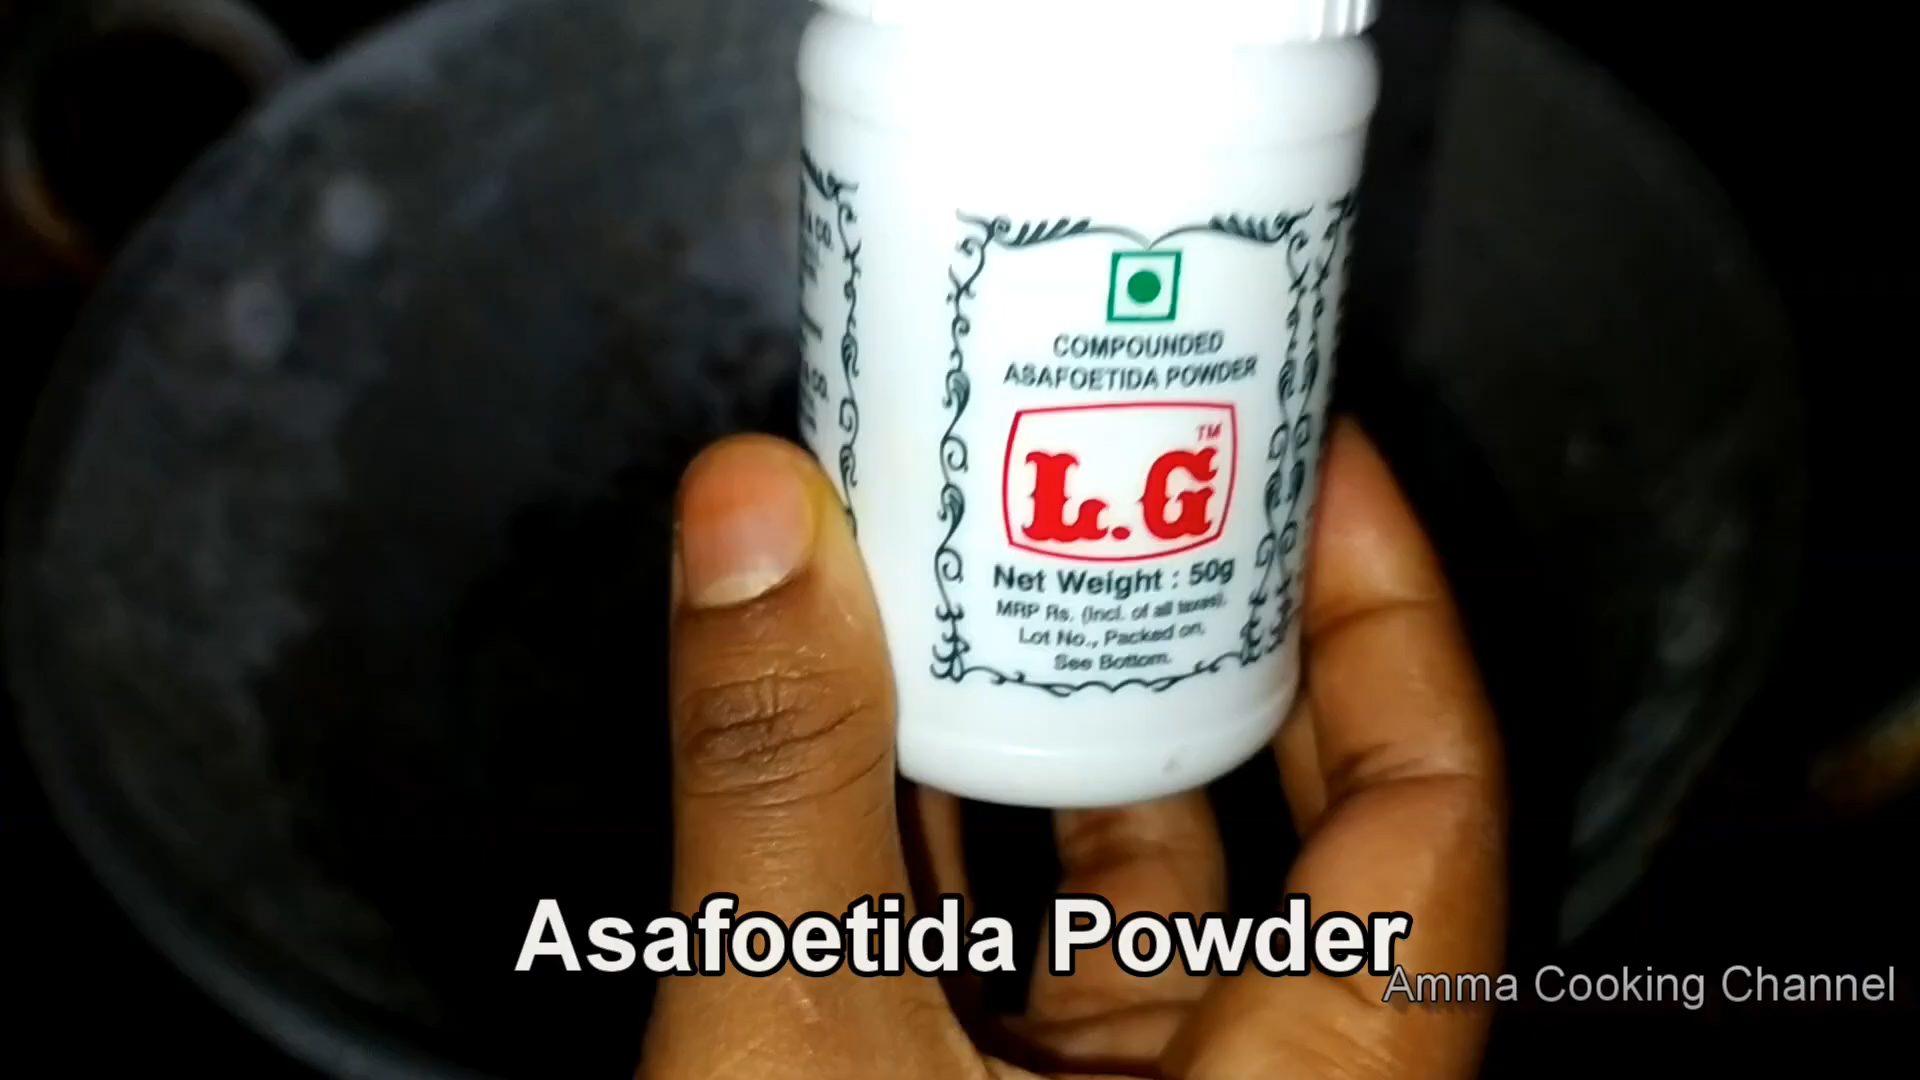 COMPOUNDED
ASAFOETIDA POWDER
L.G™
Net Weight : 50g
MRP Rs. (Incl. of all taxes).
Lot No., Packed on,
See Bottom.
Asafoetida Powder
Amma Cooking Channel